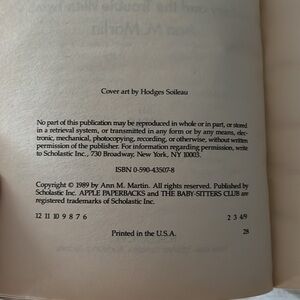 Cover art by Hodges Soileau
No part of this publication may be reproduced in whole or in part, or stored
in a retrieval system, or transmitted in any form or by any means, elec-
tronic, mechanical, photocopying, recording, or otherwise, without written
permission of the publisher. For information regarding permission, write
to Scholastic Inc., 730 Broadway, New York, NY 10003.
ISBN 0-590-43507-8
Copyright © 1989 by Ann M. Martin. All rights reserved. Published by
Scholastic Inc. APPLE PAPERBACKS and THE BABY-SITTERS CLUB are
registered trademarks of Scholastic Inc.
12 11 10 9 8 7 6 2 3 4/9
Printed in the U.S.A. 28